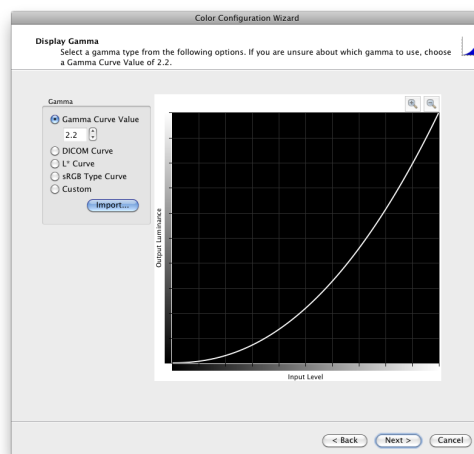 Color Configuration Wizard
Display Gamma
Select a gamma type from the following options. If you are unsure about which gamma to use, choose
a Gamma Curve Value of 2.2.
Gamma
Gamma Curve Value
2.2
DICOM Curve
L* Curve
sRGB Type Curve
Custom
Import...
Output Luminance
Input Level
< Back
Next >
Cancel